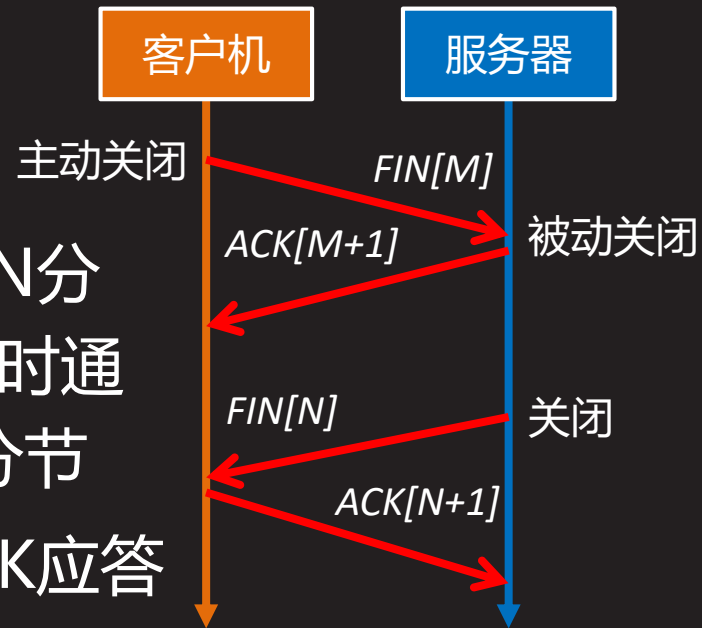 客户机
服务器
主动关闭
FIN[M]
ACK[M+1]
被动关闭
N分
时通
FIN[N]
关闭
分节
ACK[N+1]
K应答